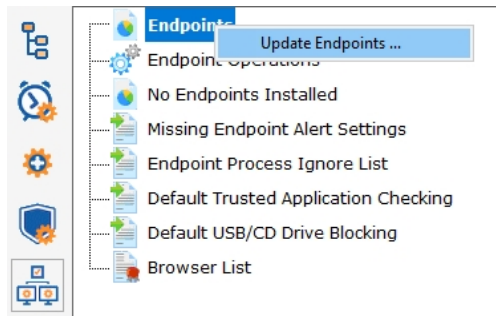 Endpoints
Update Endpoints ...
Endpoint Operations
No Endpoints Installed
Missing Endpoint Alert Settings
Endpoint Process Ignore List
Default Trusted Application Checking
Default USB/CD Drive Blocking
Browser List